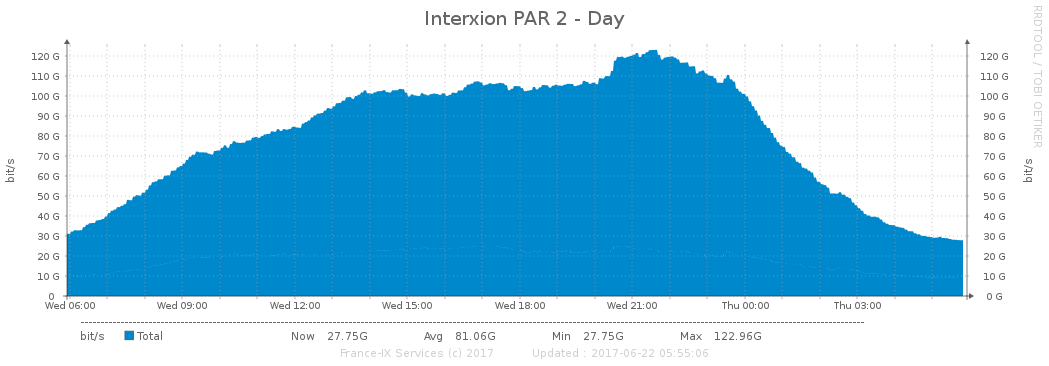 Interxion PAR 2 - Day
RRDTOOL / TOBI OETIKER
bit/s
bit/s
120 G 120 G
110 G 110 G
100 G 100 G
90 G 90 G
80 G 80 G
70 G 70 G
60 G 60 G
50 G 50 G
40 G 40 G
30 G 30 G
20 G 20 G
10 G 10 G
0 0 G
Wed 06:00 Wed 09:00 Wed 12:00 Wed 15:00 Wed 18:00 Wed 21:00 Thu 00:00 Thu 03:00
bit/s Total Now 27.75G Avg 81.06G Min 27.75G Max 122.96G
France-IX Services (c) 2017 Updated : 2017-06-22 05:55:06